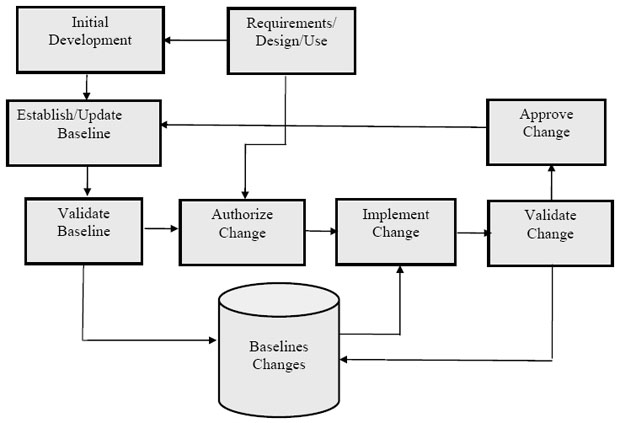 Initial
Development
Requirements/
Design/Use
Establish/Update
Baseline
Approve
Change
Validate
Baseline
Authorize
Change
Implement
Change
Validate
Change
Baselines
Changes